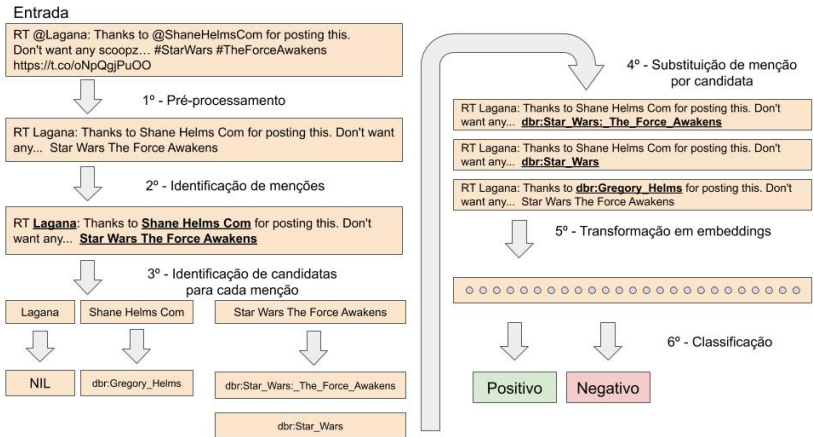 Entrada
RT @Lagana: Thanks to @ShaneHelmsCom for posting this.
Don't want any scoopz… #StarWars #TheForceAwakens
https://t.co/oNpQgjPuOO
1º - Pré-processamento
RT Lagana: Thanks to Shane Helms Com for posting this. Don't want
any... Star Wars The Force Awakens
2º - Identificação de menções
RT Lagana: Thanks to Shane Helms Com for posting this. Don't
want any... Star Wars The Force Awakens
3º - Identificação de candidatas
para cada menção
Lagana
Shane Helms Com
Star Wars The Force Awakens
NIL
dbr:Gregory_Helms
dbr:Star_Wars:_The_Force_Awakens
dbr:Star_Wars
4º - Substituição de menção
por candidata
RT Lagana: Thanks to Shane Helms Com for posting this. Don't
want any... dbr:Star_Wars:_The_Force_Awakens
RT Lagana: Thanks to Shane Helms Com for posting this. Don't
want any... dbr:Star_Wars
RT Lagana: Thanks to dbr:Gregory_Helms for posting this. Don't
want any... Star Wars The Force Awakens
5º - Transformação em embeddings
6º - Classificação
Positivo
Negativo